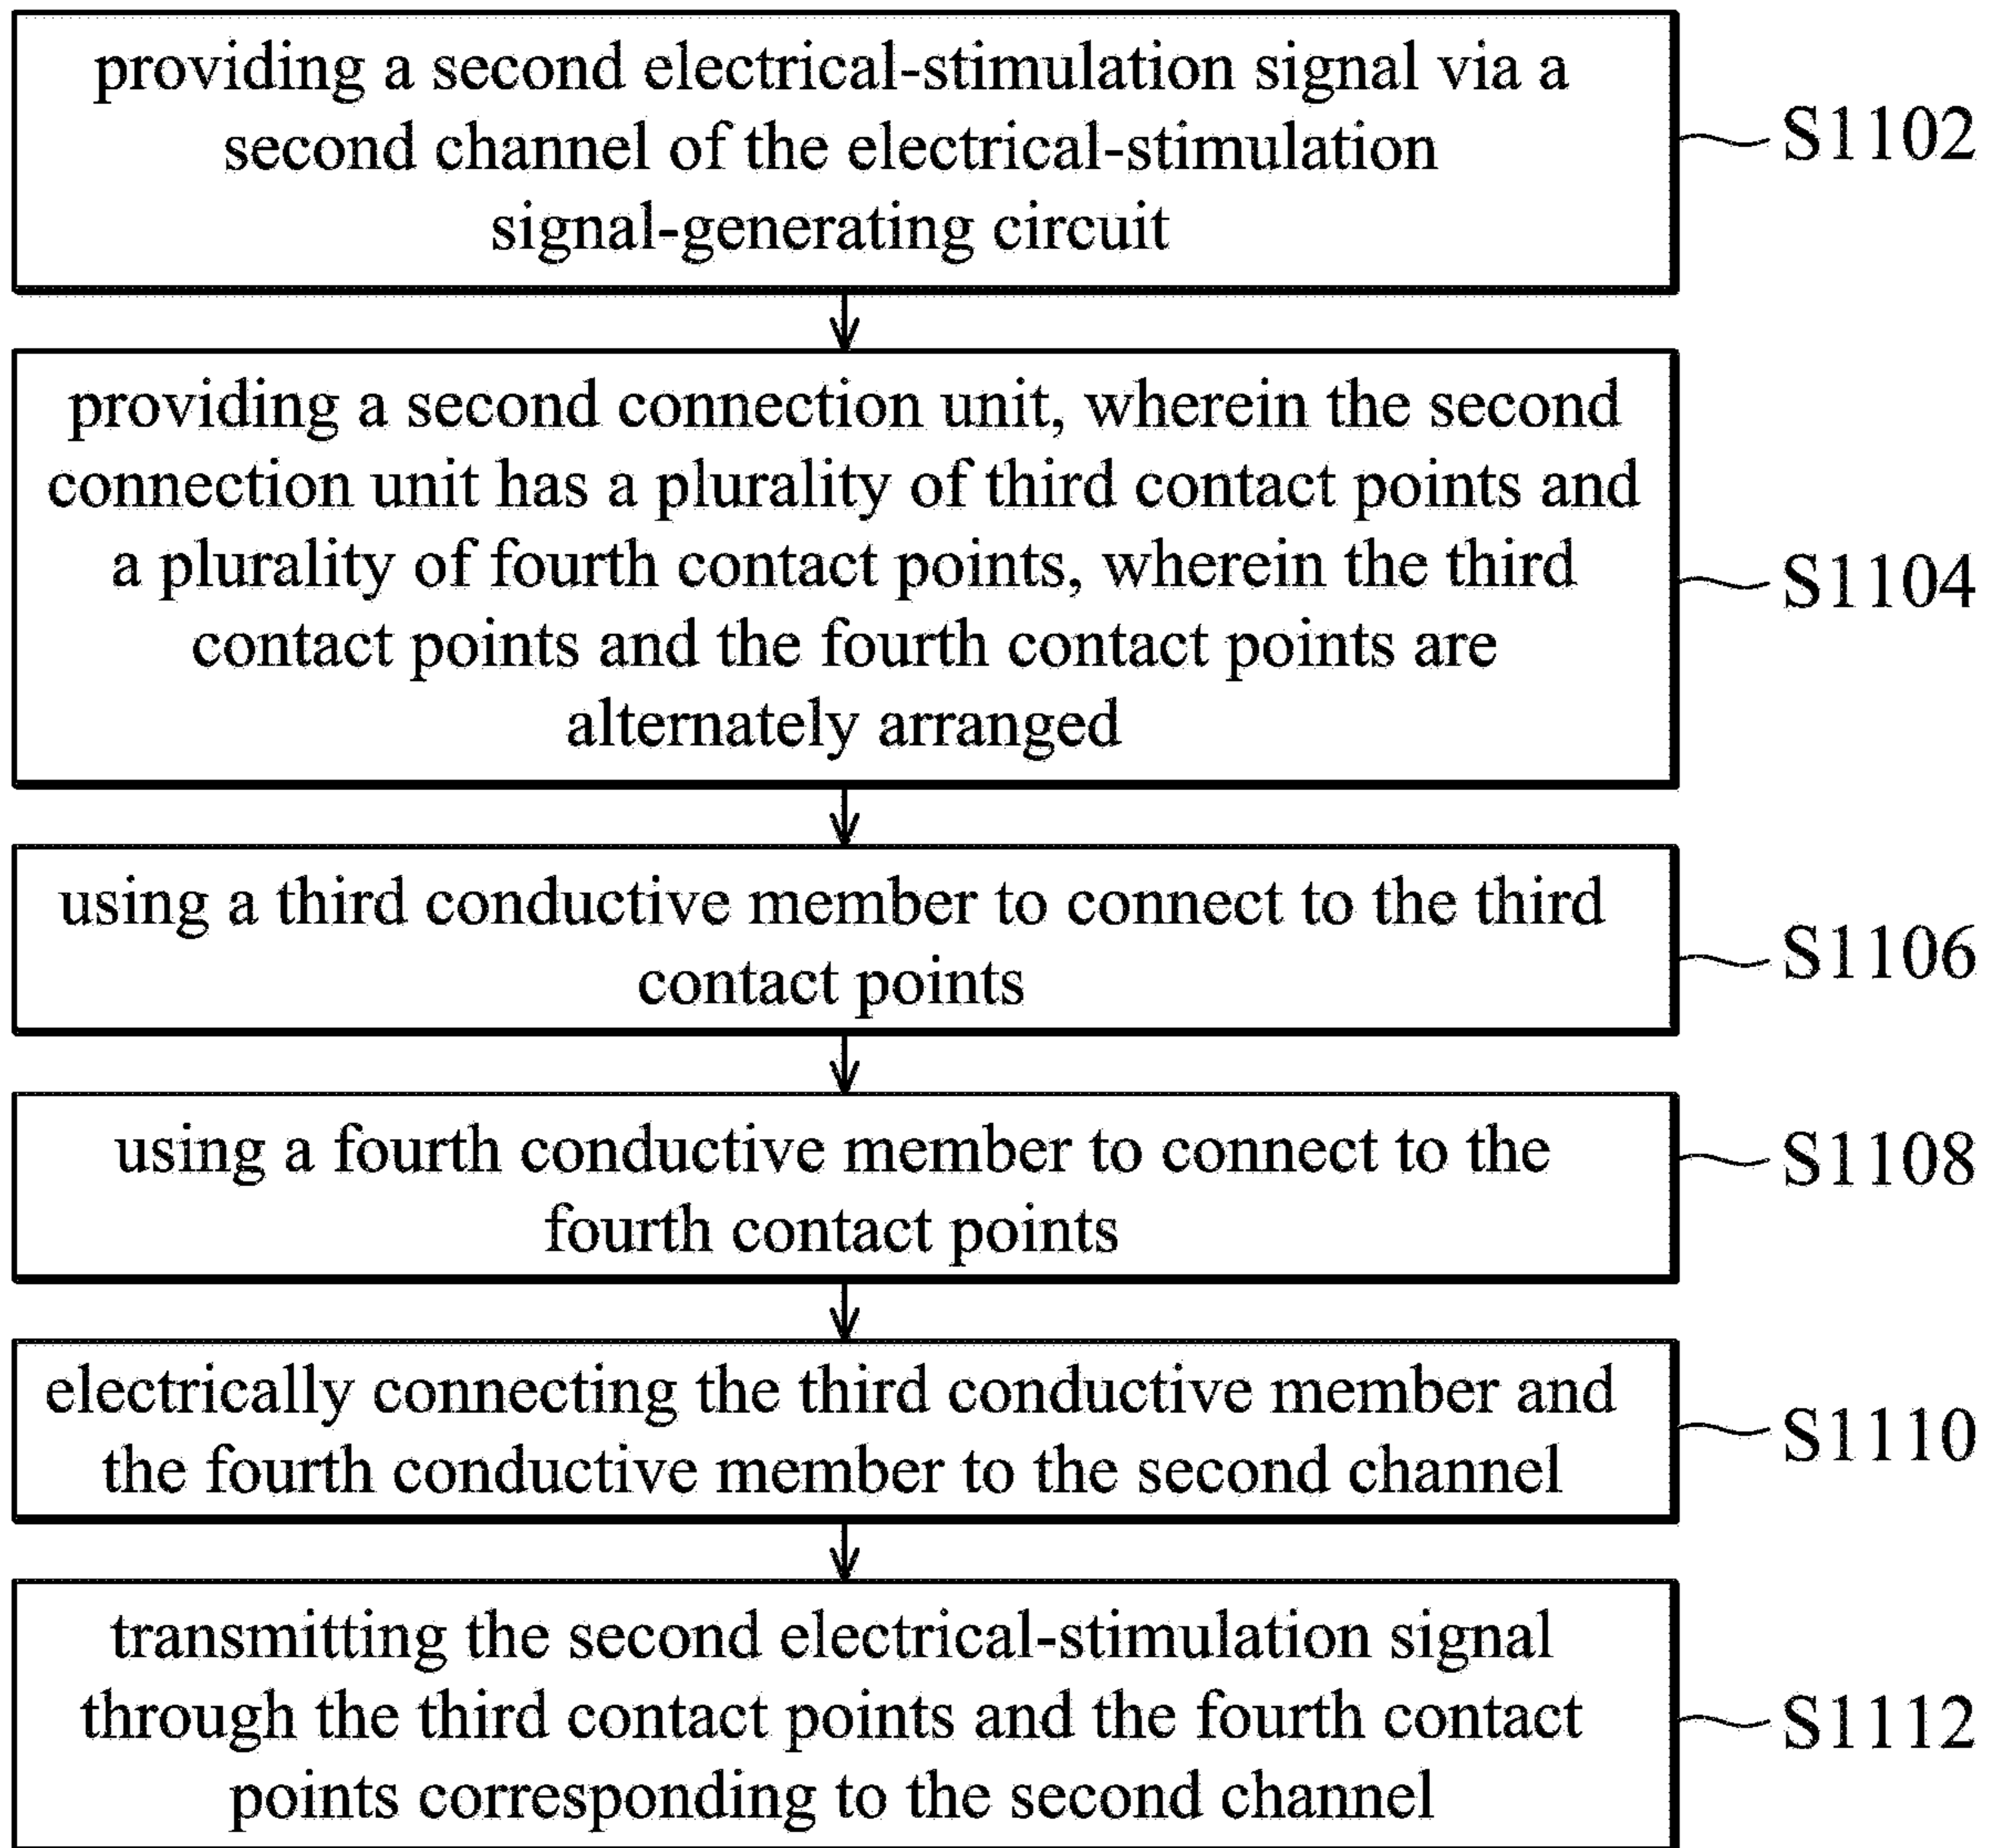 providing a second electrical-stimulation signal via a
second channel of the electrical-stimulation
signal-generating circuit
S1102
providing a second connection unit, wherein the second
connection unit has a plurality of third contact points and
a plurality of fourth contact points, wherein the third
contact points and the fourth contact points are
alternately arranged
S1104
using a third conductive member to connect to the third
contact points
S1106
using a fourth conductive member to connect to the
fourth contact points
S1108
electrically connecting the third conductive member and
the fourth conductive member to the second channel
S1110
transmitting the second electrical-stimulation signal
through the third contact points and the fourth contact
points corresponding to the second channel
S1112